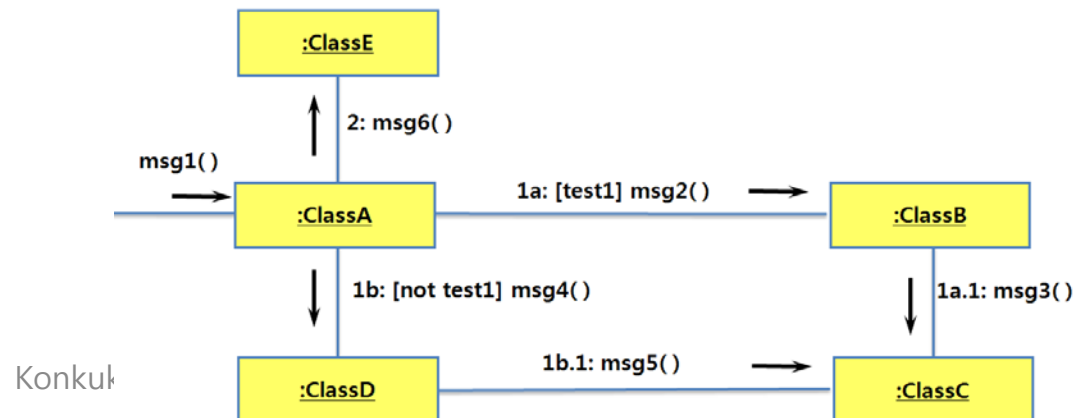 :ClassE
2: msg6( )
msg1( )
1a: [test1] msg2( )
:ClassA
:ClassB
1b: [not test1] msg4( )
1a.1: msg3( )
Konkuk
1b.1: msg5( )
:ClassD
:ClassC